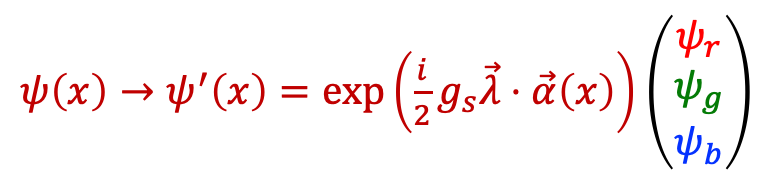 ψ(x) → ψ′(x) = exp(i/2 g_s λ⃗ · α⃗(x)) (ψ_r
ψ_g
ψ_b)